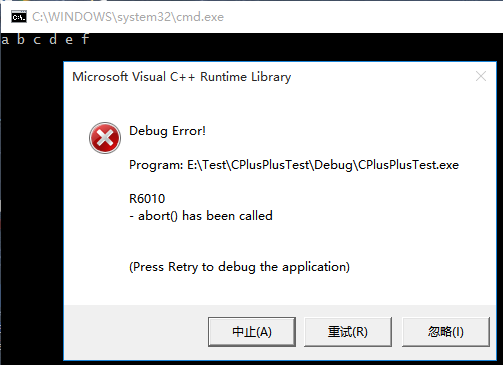 C:\WINDOWS\system32\cmd.exe
a b c d e f
Microsoft Visual C++ Runtime Library
Debug Error!
Program: E:\Test\CPlusPlusTest\Debug\CPlusPlusTest.exe
R6010
- abort() has been called
(Press Retry to debug the application)
中止(A)
重试(R)
忽略(I)